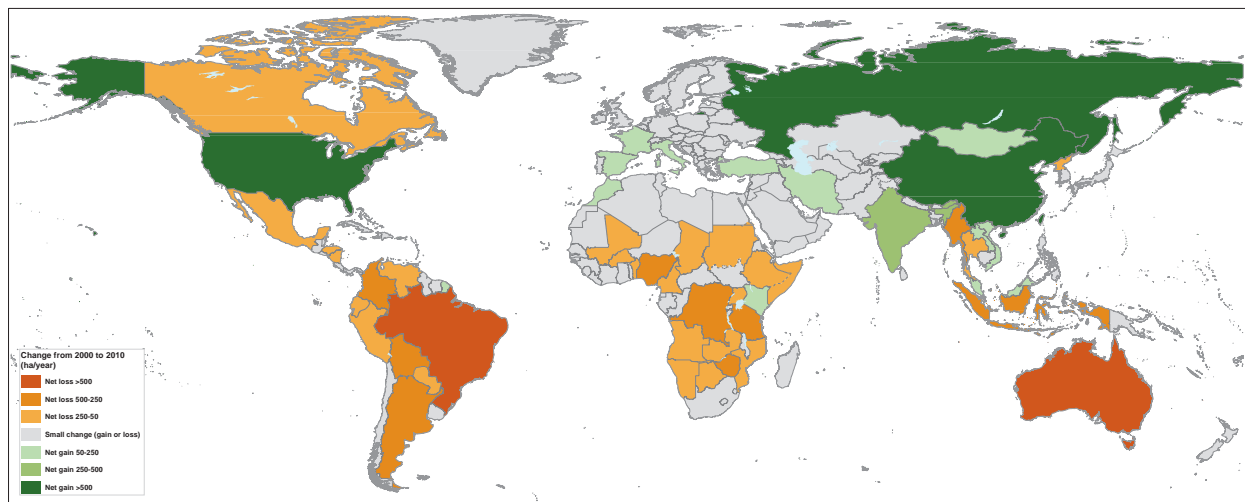 Change from 2000 to 2010
(ha/year)
Net loss >500
Net loss 500-250
Net loss 250-50
Small change (gain or loss)
Net gain 50-250
Net gain 250-500
Net gain >500